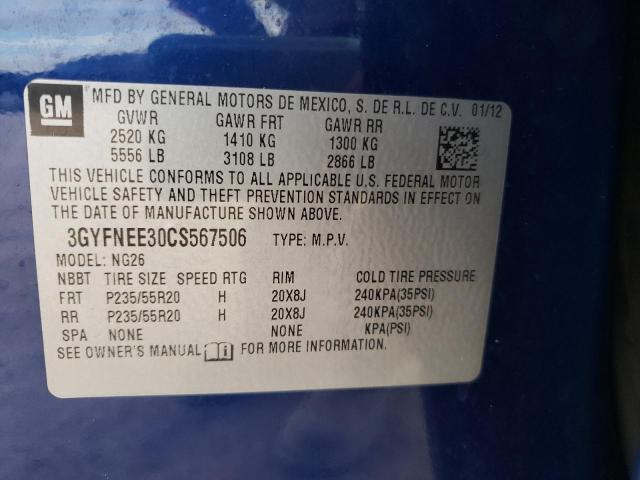 GM MFD BY GENERAL MOTORS DE MEXICO, S. DE R.L. DE C.V. 01/12
GVWR GAWR FRT GAWR RR
2520 KG 1410 KG 1300 KG
5556 LB 3108 LB 2866 LB
THIS VEHICLE CONFORMS TO ALL APPLICABLE U.S. FEDERAL MOTOR
VEHICLE SAFETY AND THEFT PREVENTION STANDARDS IN EFFECT ON
THE DATE OF MANUFACTURE SHOWN ABOVE.
3GYFNEE30CS567506 TYPE: M.P.V.
MODEL: NG26
NBBT TIRE SIZE SPEED RTG RIM COLD TIRE PRESSURE
FRT P235/55R20 H 20X8J 240KPA(35PSI)
RR P235/55R20 H 20X8J 240KPA(35PSI)
SPA NONE NONE KPA(PSI)
SEE OWNER'S MANUAL FOR MORE INFORMATION.